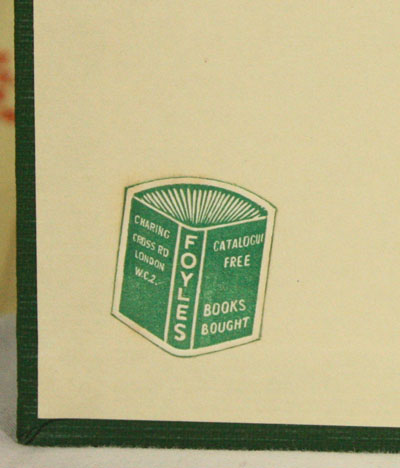 CHARING
CROSS RD
LONDON
W.C.2.
FOYLES
CATALOGUE
FREE
BOOKS
BOUGHT